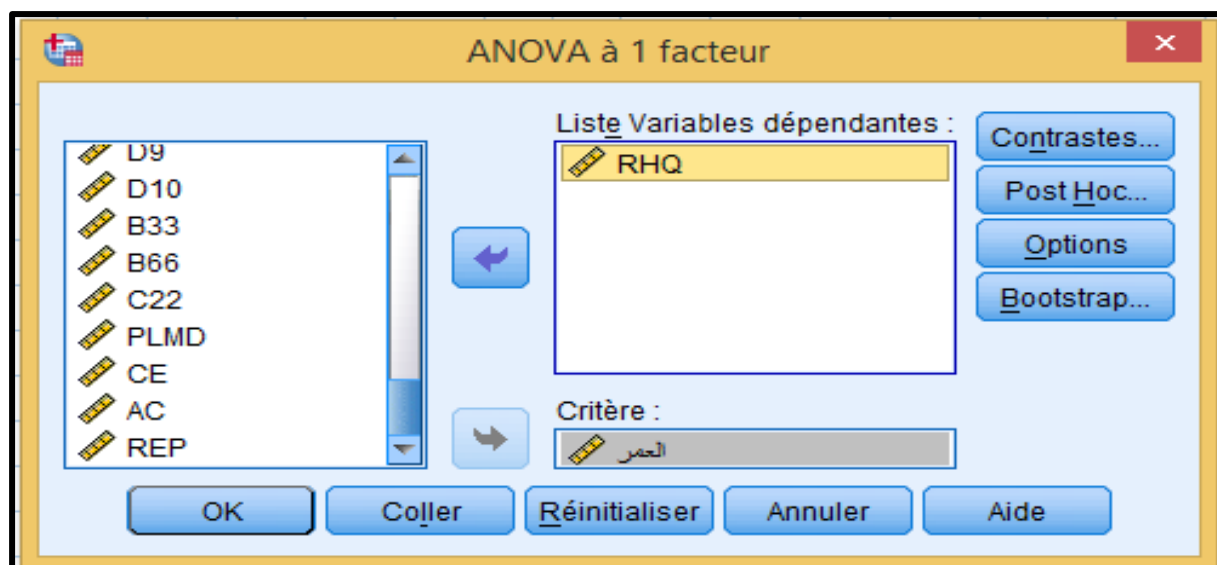 ANOVA à 1 facteur
D9
D10
B33
B66
C22
PLMD
CE
AC
REP
Liste Variables dépendantes :
RHQ
Critère :
العمر
Contrastes...
Post Hoc...
Options
Bootstrap...
OK
Coller
Réinitialiser
Annuler
Aide